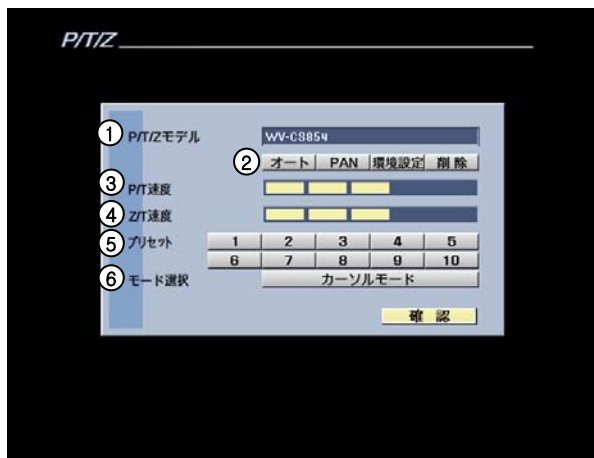 P/T/Z
① P/T/Zモデル WV-CS854
② オート PAN 環境設定 削除
③ P/T速度
④ Z/T速度
⑤ プリセット 1 2 3 4 5
6 7 8 9 10
⑥ モード選択 カーソルモード
確 認